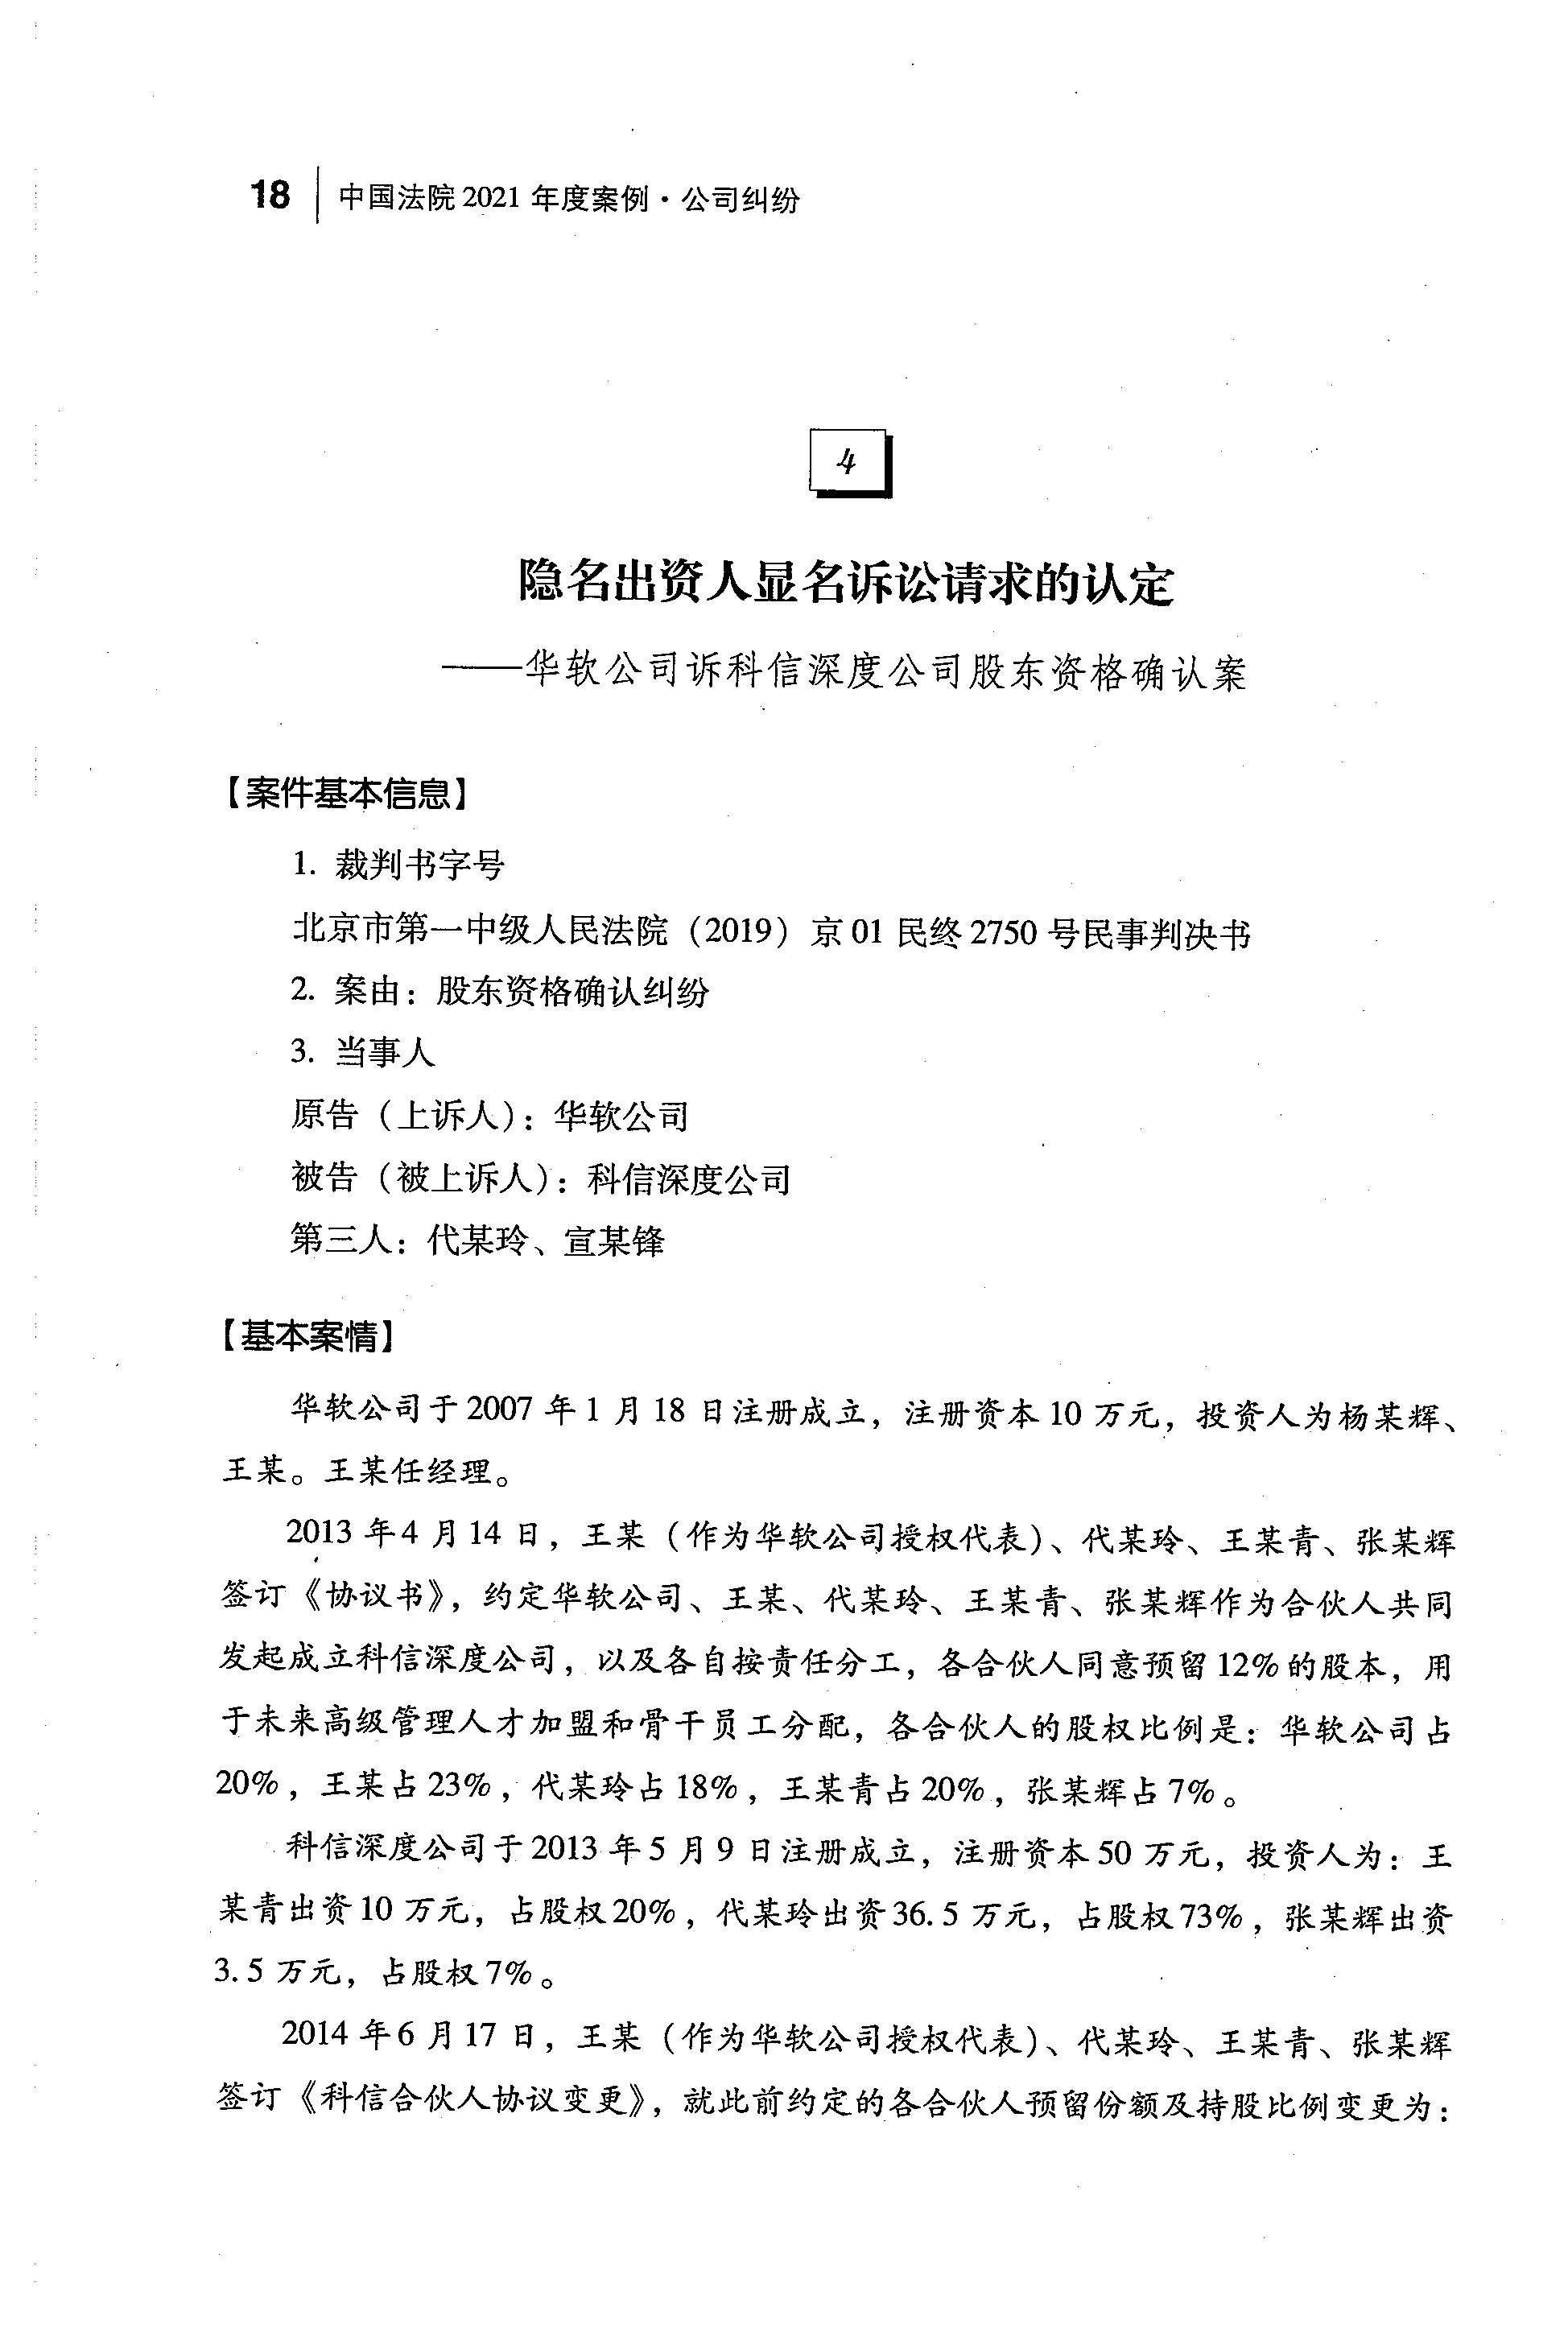 18 中国法院2021年度案例·公司纠纷
4
隐名出资人显名诉讼请求的认定
——华软公司诉科信深度公司股东资格确认案
【案件基本信息】
1. 裁判书字号
北京市第一中级人民法院（2019）京01民终2750号民事判决书
2. 案由：股东资格确认纠纷
3. 当事人
原告（上诉人）：华软公司
被告（被上诉人）：科信深度公司
第三人：代某玲、宣某锋
【基本案情】
华软公司于2007年1月18日注册成立，注册资本10万元，投资人为杨某辉、
王某。王某任经理。
2013年4月14日，王某（作为华软公司授权代表）、代某玲、王某青、张某辉
签订《协议书》，约定华软公司、王某、代某玲、王某青、张某辉作为合伙人共同
发起成立科信深度公司，以及各自按责任分工，各合伙人同意预留12%的股本，用
于未来高级管理人才加盟和骨干员工分配，各合伙人的股权比例是：华软公司占
20%，王某占23%，代某玲占18%，王某青占20%，张某辉占7%。
科信深度公司于2013年5月9日注册成立，注册资本50万元，投资人为：王
某青出资10万元，占股权20%，代某玲出资36.5万元，占股权73%，张某辉出资
3.5万元，占股权7%。
2014年6月17日，王某（作为华软公司授权代表）、代某玲、王某青、张某辉
签订《科信合伙人协议变更》，就此前约定的各合伙人预留份额及持股比例变更为：